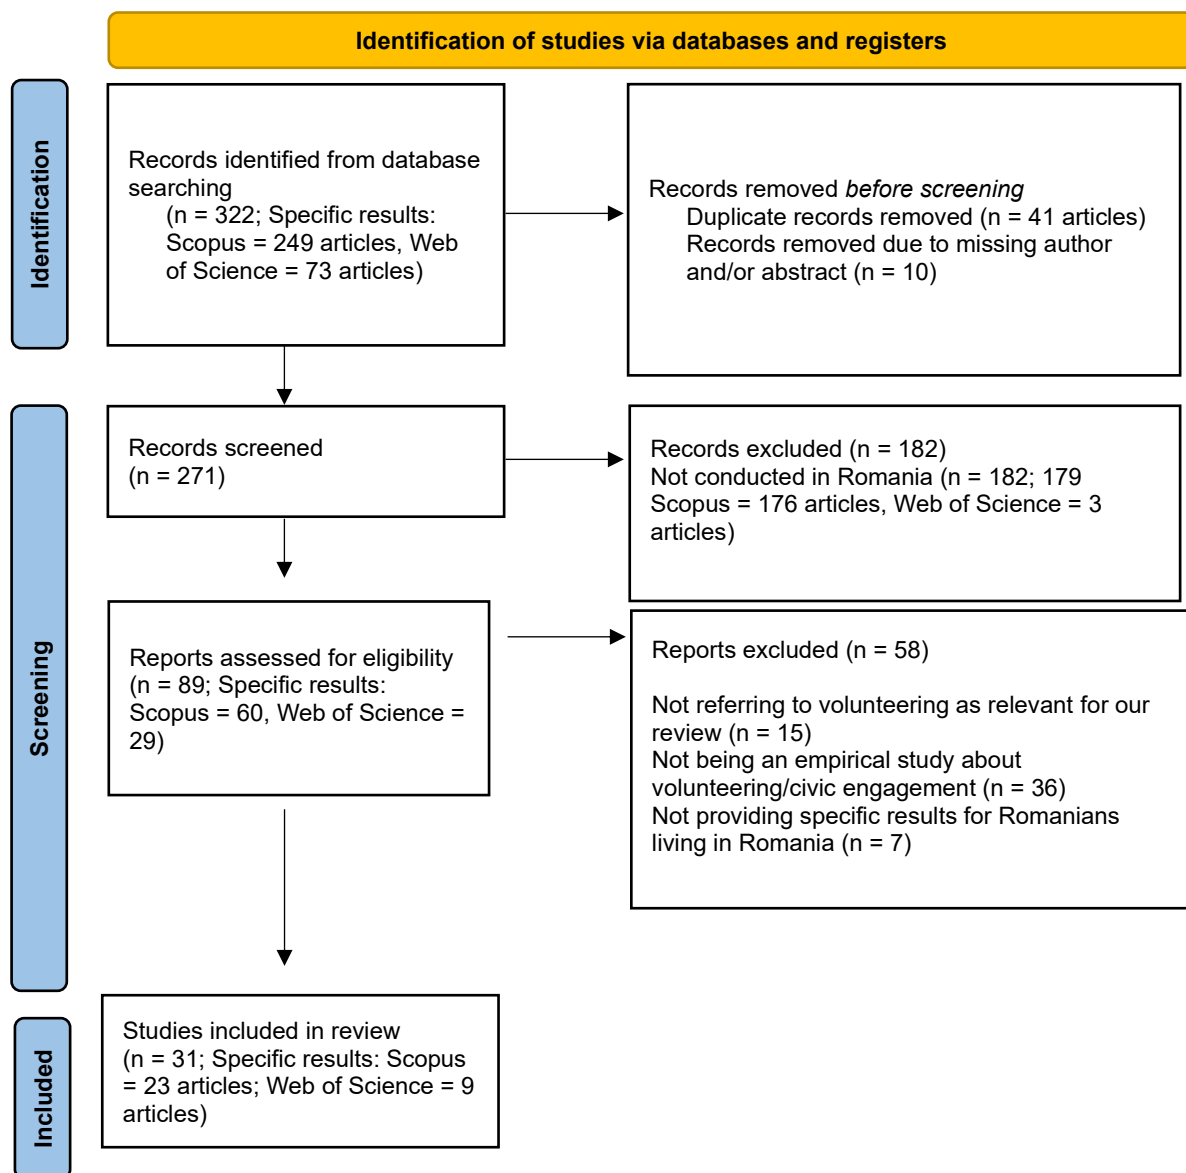 Identification of studies via databases and registers
Identification
Records identified from database
searching
(n = 322; Specific results:
Scopus = 249 articles, Web
of Science = 73 articles)
Records removed before screening
Duplicate records removed (n = 41 articles)
Records removed due to missing author
and/or abstract (n = 10)
Screening
Records screened
(n = 271)
Records excluded (n = 182)
Not conducted in Romania (n = 182; 179
Scopus = 176 articles, Web of Science = 3
articles)
Reports assessed for eligibility
(n = 89; Specific results:
Scopus = 60, Web of Science =
29)
Reports excluded (n = 58)
Not referring to volunteering as relevant for our
review (n = 15)
Not being an empirical study about
volunteering/civic engagement (n = 36)
Not providing specific results for Romanians
living in Romania (n = 7)
Included
Studies included in review
(n = 31; Specific results: Scopus
= 23 articles; Web of Science = 9
articles)